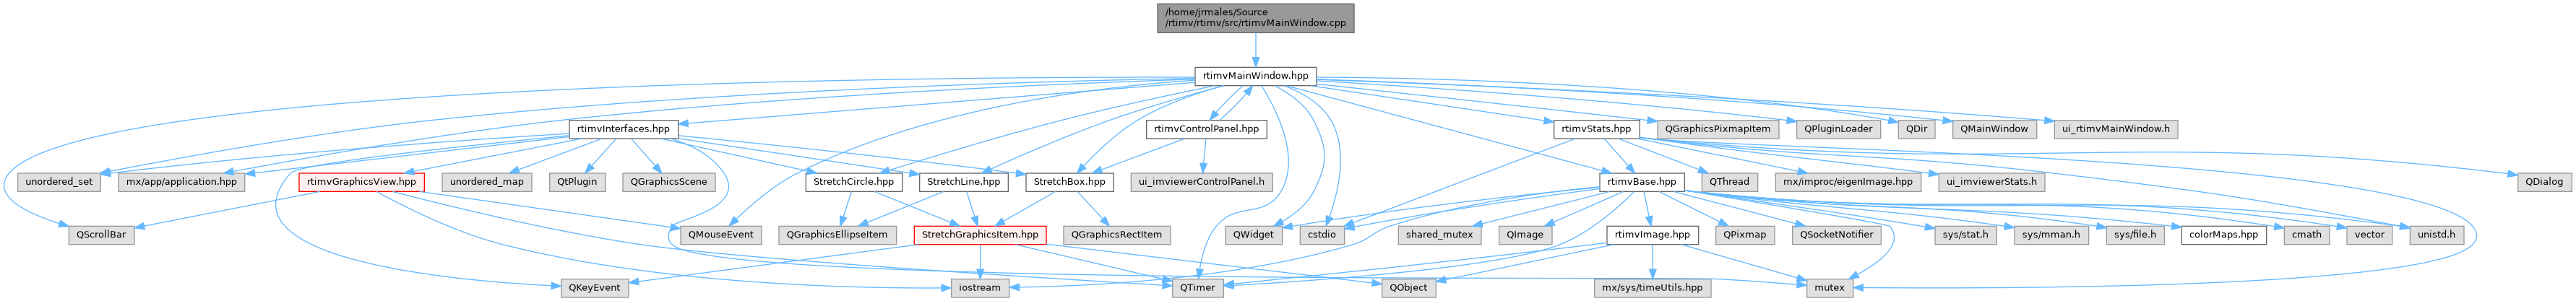 /home/jrmales/Source
/rtimv/rtimv/src/rtimvMainWindow.cpp
rtimvMainWindow.hpp
rtimvInterfaces.hpp
rtimvControlPanel.hpp
rtimvStats.hpp
QGraphicsPixmapItem
QPluginLoader
QDir
QMainWindow
ui_rtimvMainWindow.h
unordered_set
mx/app/application.hpp
rtimvGraphicsView.hpp
unordered_map
QtPlugin
QGraphicsScene
StretchCircle.hpp
StretchLine.hpp
StretchBox.hpp
ui_imviewerControlPanel.h
rtimvBase.hpp
QThread
mx/improc/eigenImage.hpp
ui_imviewerStats.h
QDialog
QScrollBar
QMouseEvent
QGraphicsEllipseItem
StretchGraphicsItem.hpp
QGraphicsRectItem
QWidget
cstdio
shared_mutex
QImage
rtimvImage.hpp
QPixmap
QSocketNotifier
sys/stat.h
sys/mman.h
sys/file.h
colorMaps.hpp
cmath
vector
unistd.h
QKeyEvent
iostream
QTimer
QObject
mx/sys/timeUtils.hpp
mutex